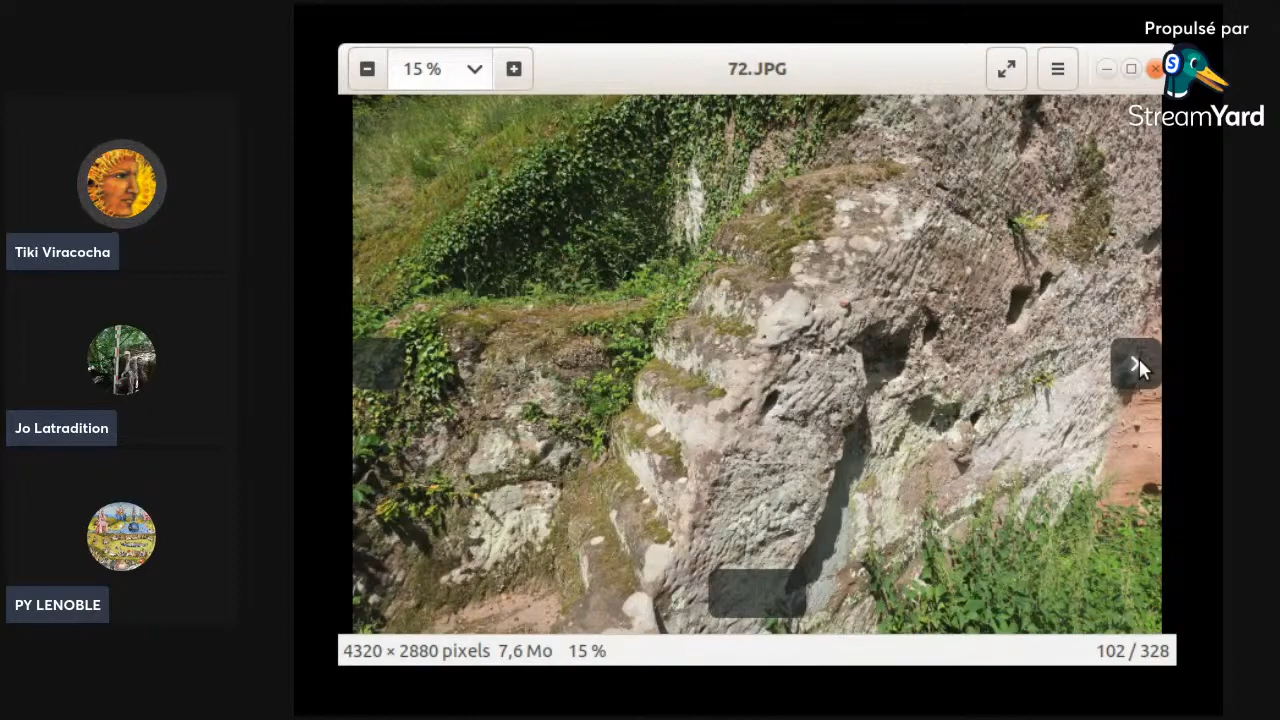 Propulsé par
StreamYard
15 %
72.JPG
Tiki Viracocha
Jo Latradition
PY LENOBLE
4320 × 2880 pixels 7,6 Mo 15 %
102 / 328